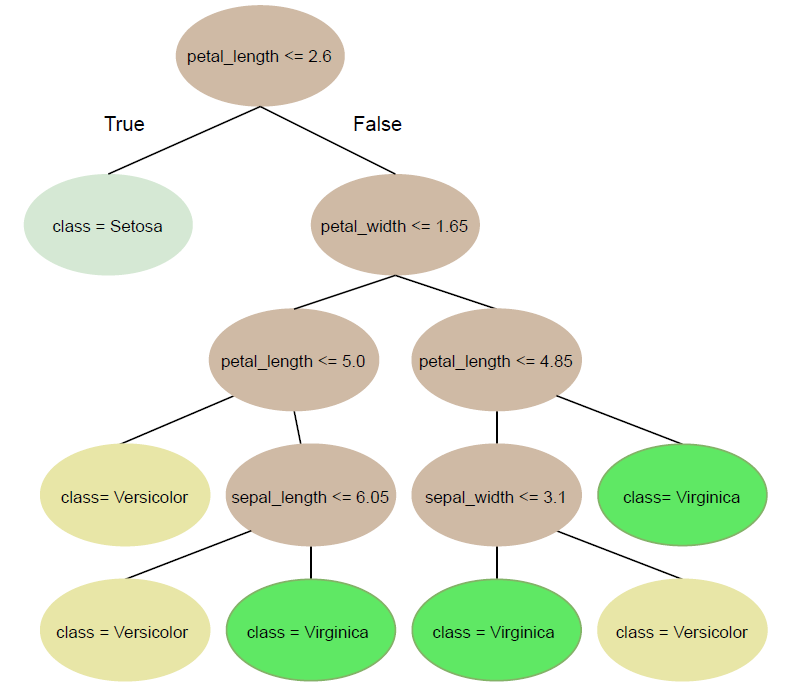 petal_length <= 2.6
True
False
class = Setosa
petal_width <= 1.65
petal_length <= 5.0
petal_length <= 4.85
class= Versicolor
sepal_length <= 6.05
sepal_width <= 3.1
class= Virginica
class = Versicolor
class = Virginica
class = Virginica
class = Versicolor